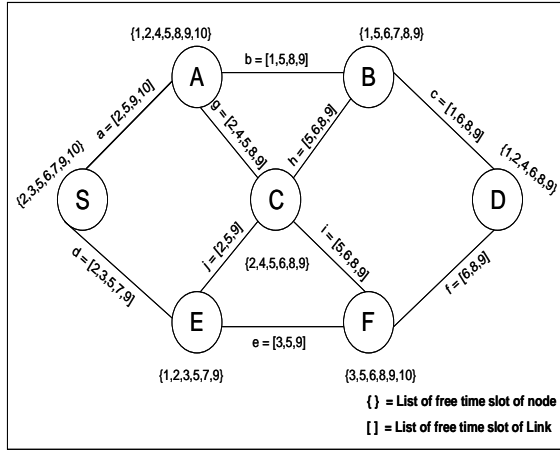 {1,2,4,5,8,9,10}
{1,5,6,7,8,9}
b = [1,5,8,9]
A
B
a = [2,5,9,10]
g = [2,4,5,8,9]
h = [5,6,8,9]
c = [1,6,8,9]
{2,3,5,6,7,9,10}
{1,2,4,6,8,9}
S
C
D
d = [2,3,5,7,9]
j = [2,5,9]
{2,4,5,6,8,9}
i = [5,6,8,9]
f = [6,8,9]
E
F
e = [3,5,9]
{1,2,3,5,7,9}
{3,5,6,8,9,10}
{ } = List of free time slot of node
[ ] = List of free time slot of Link